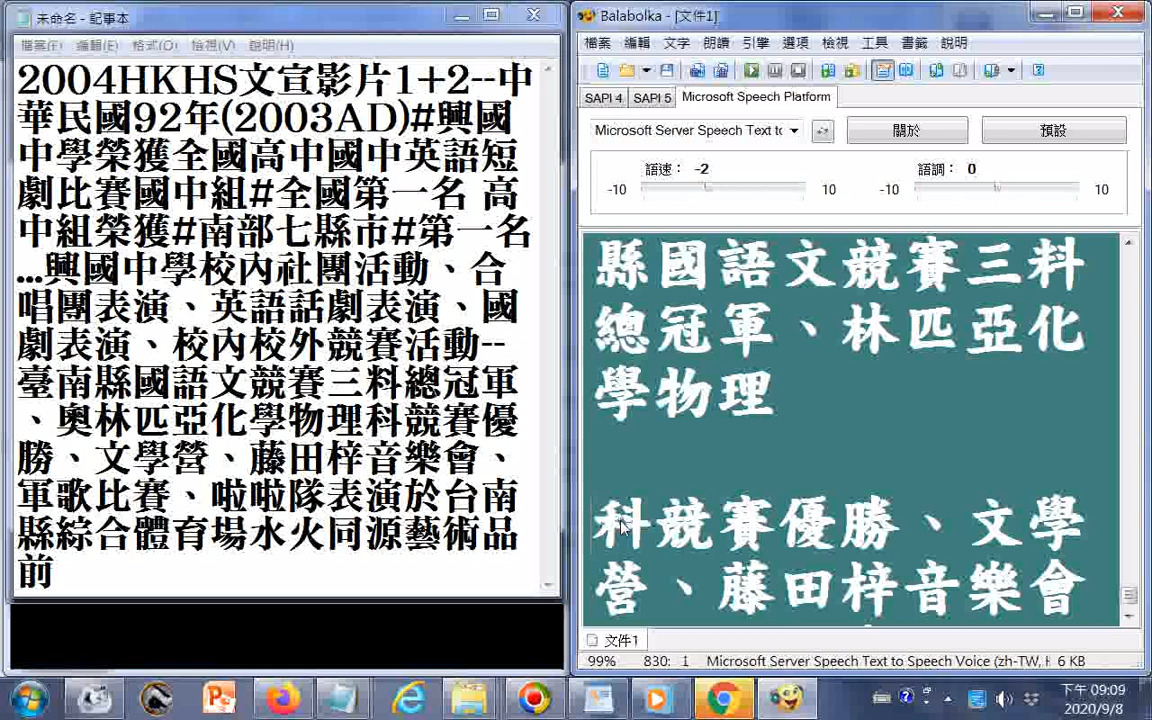 未命名 - 記事本
檔案(F) 編輯(E) 格式(O) 檢視(V) 說明(H)
2004HKHS文宣影片1+2--中
華民國92年(2003AD)#興國
中學榮獲全國高中國中英語短
劇比賽國中組#全國第一名 高
中組榮獲#南部七縣市#第一名
...興國中學校內社團活動、合
唱團表演、英語話劇表演、國
劇表演、校內校外競賽活動--
臺南縣國語文競賽三料總冠軍
、奧林匹亞化學物理科競賽優
勝、文學營、藤田梓音樂會、
軍歌比賽、啦啦隊表演於台南
縣綜合體育場水火同源藝術品
前
Balabolka - [文件1]
檔案 編輯 文字 朗讀 引擎 選項 檢視 工具 書籤 說明
SAPI 4 SAPI 5 Microsoft Speech Platform
Microsoft Server Speech Text to 關於 預設
語速： -2 語調： 0
-10 10 -10 10
縣國語文競賽三料
總冠軍、林匹亞化
學物理
科競賽優勝、文學
營、藤田梓音樂會
文件1
99% 830: 1 Microsoft Server Speech Text to Speech Voice (zh-TW, H 6 KB
下午 09:09
2020/9/8